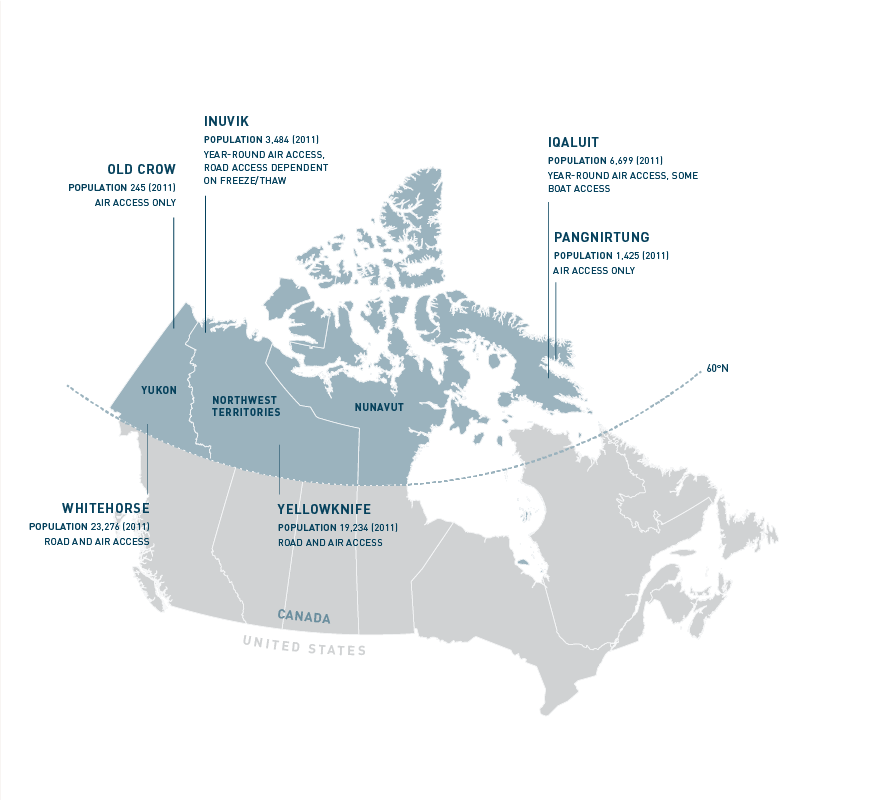 INUVIK
POPULATION 3,484 (2011)
YEAR-ROUND AIR ACCESS,
ROAD ACCESS DEPENDENT
ON FREEZE/THAW
IQALUIT
POPULATION 6,699 (2011)
YEAR-ROUND AIR ACCESS, SOME
BOAT ACCESS
OLD CROW
POPULATION 245 (2011)
AIR ACCESS ONLY
PANGNIRTUNG
POPULATION 1,425 (2011)
AIR ACCESS ONLY
60°N
YUKON
NORTHWEST
TERRITORIES
NUNAVUT
WHITEHORSE
POPULATION 23,276 (2011)
ROAD AND AIR ACCESS
YELLOWKNIFE
POPULATION 19,234 (2011)
ROAD AND AIR ACCESS
CANADA
UNITED STATES